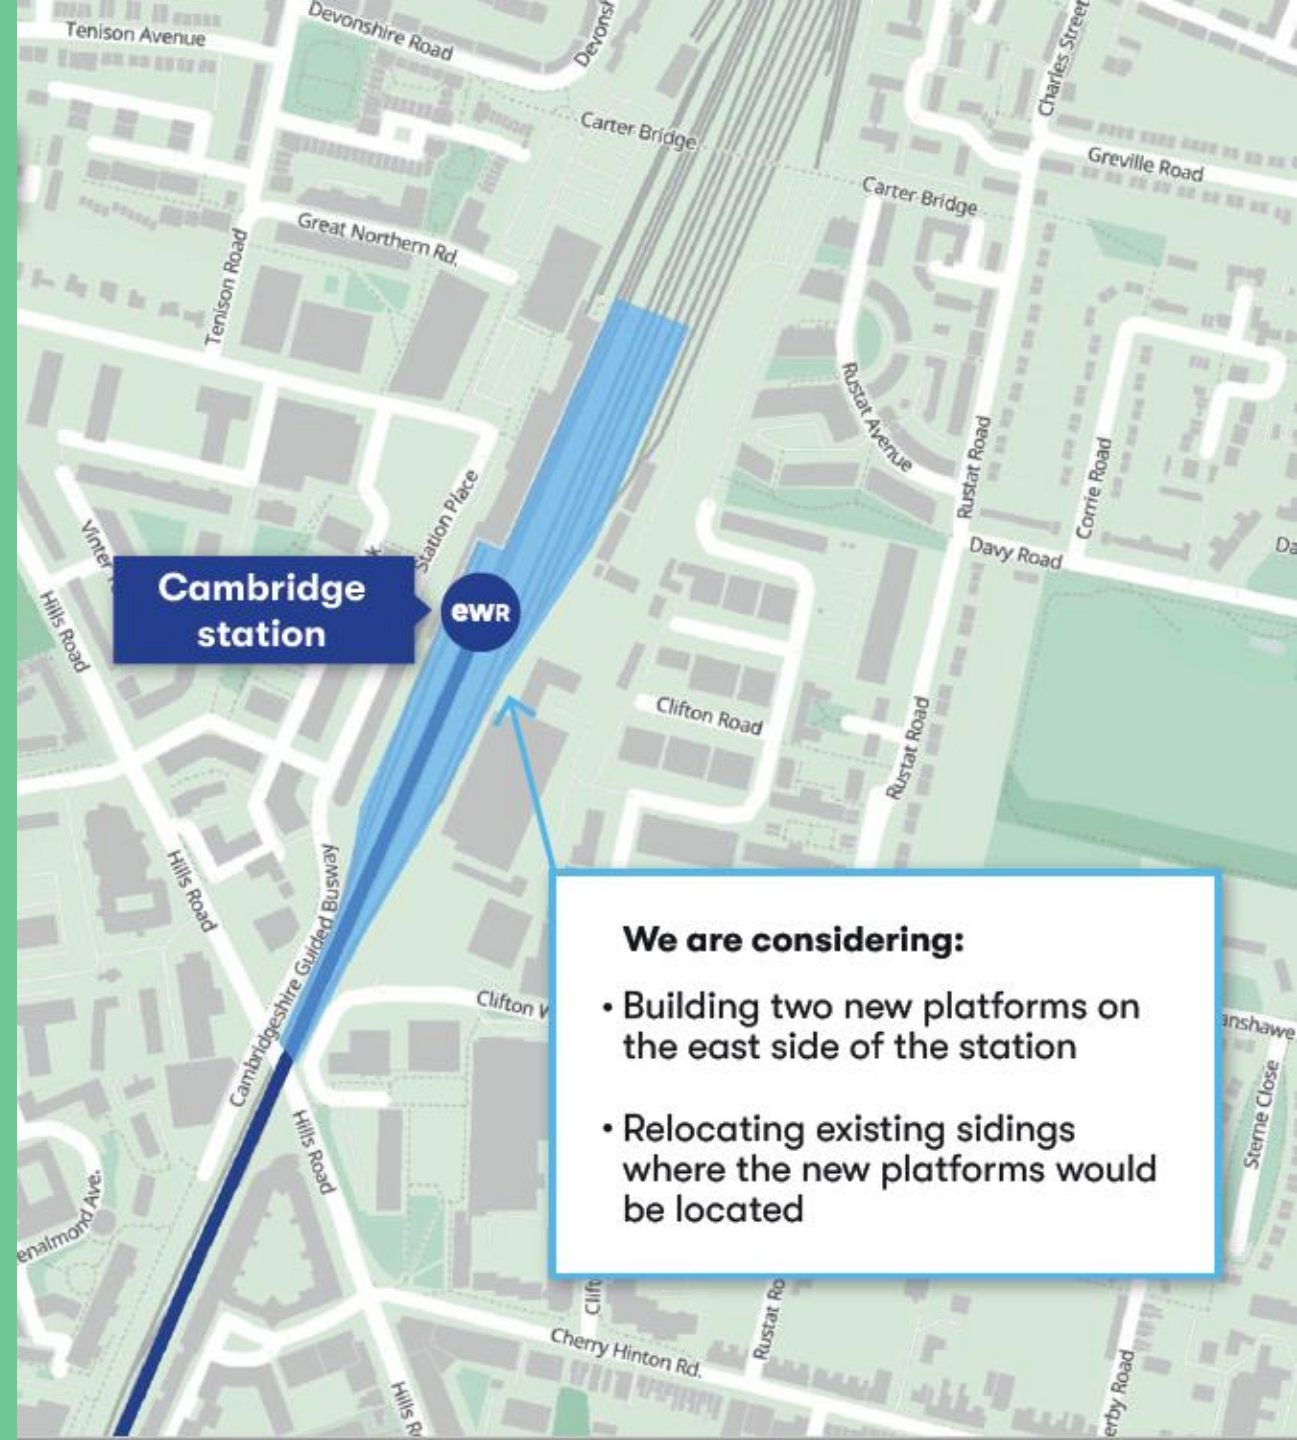 Tenison Avenue
Devonshire Road
Charles Street
Carter Bridge
Greville Road
Carter Bridge
Great Northern Rd.
Tenison Road
Rustat Avenue
Rustat Road
Corrie Road
Station Place
Davy Road
Cambridge
station
ewR
Hills Road
Clifton Road
Rustat Road
Hills Road
Cambridgeshire Guided Busway
Clifton
We are considering:
• Building two new platforms on
the east side of the station
• Relocating existing sidings
where the new platforms would
be located
Sterne Close
Hills Road
Cherry Hinton Rd.